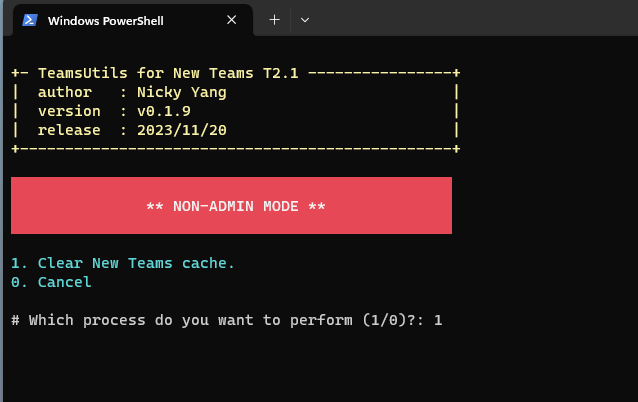 Windows PowerShell
+- TeamsUtils for New Teams T2.1 ----------------+
|  author   : Nicky Yang                         |
|  version  : v0.1.9                             |
|  release  : 2023/11/20                         |
+------------------------------------------------+
** NON-ADMIN MODE **
1. Clear New Teams cache.
0. Cancel
# Which process do you want to perform (1/0)?: 1